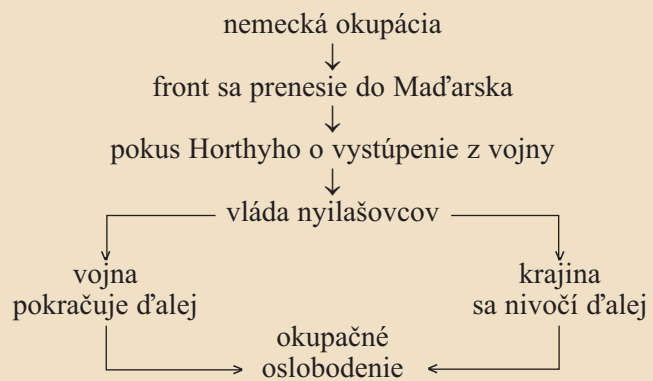 nemecká okupácia
front sa prenesie do Maďarska
pokus Horthyho o vystúpenie z vojny
vláda nyilašovcov
vojna
pokračuje ďalej
krajina
sa nivočí ďalej
okupačné
oslobodenie